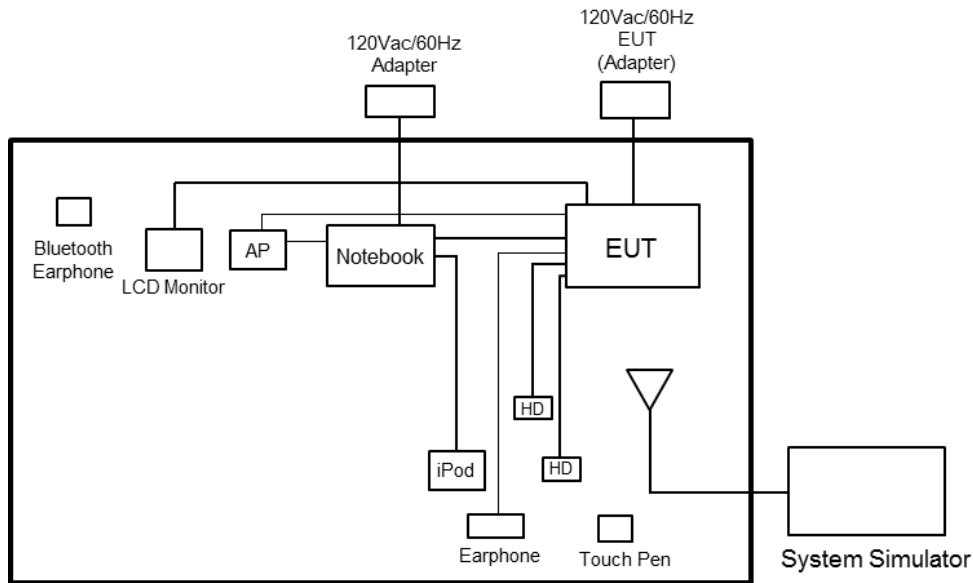 120Vac/60Hz
Adapter
120Vac/60Hz
EUT
(Adapter)
Bluetooth
Earphone
LCD Monitor
AP
Notebook
EUT
HD
iPod
HD
Earphone
Touch Pen
System Simulator